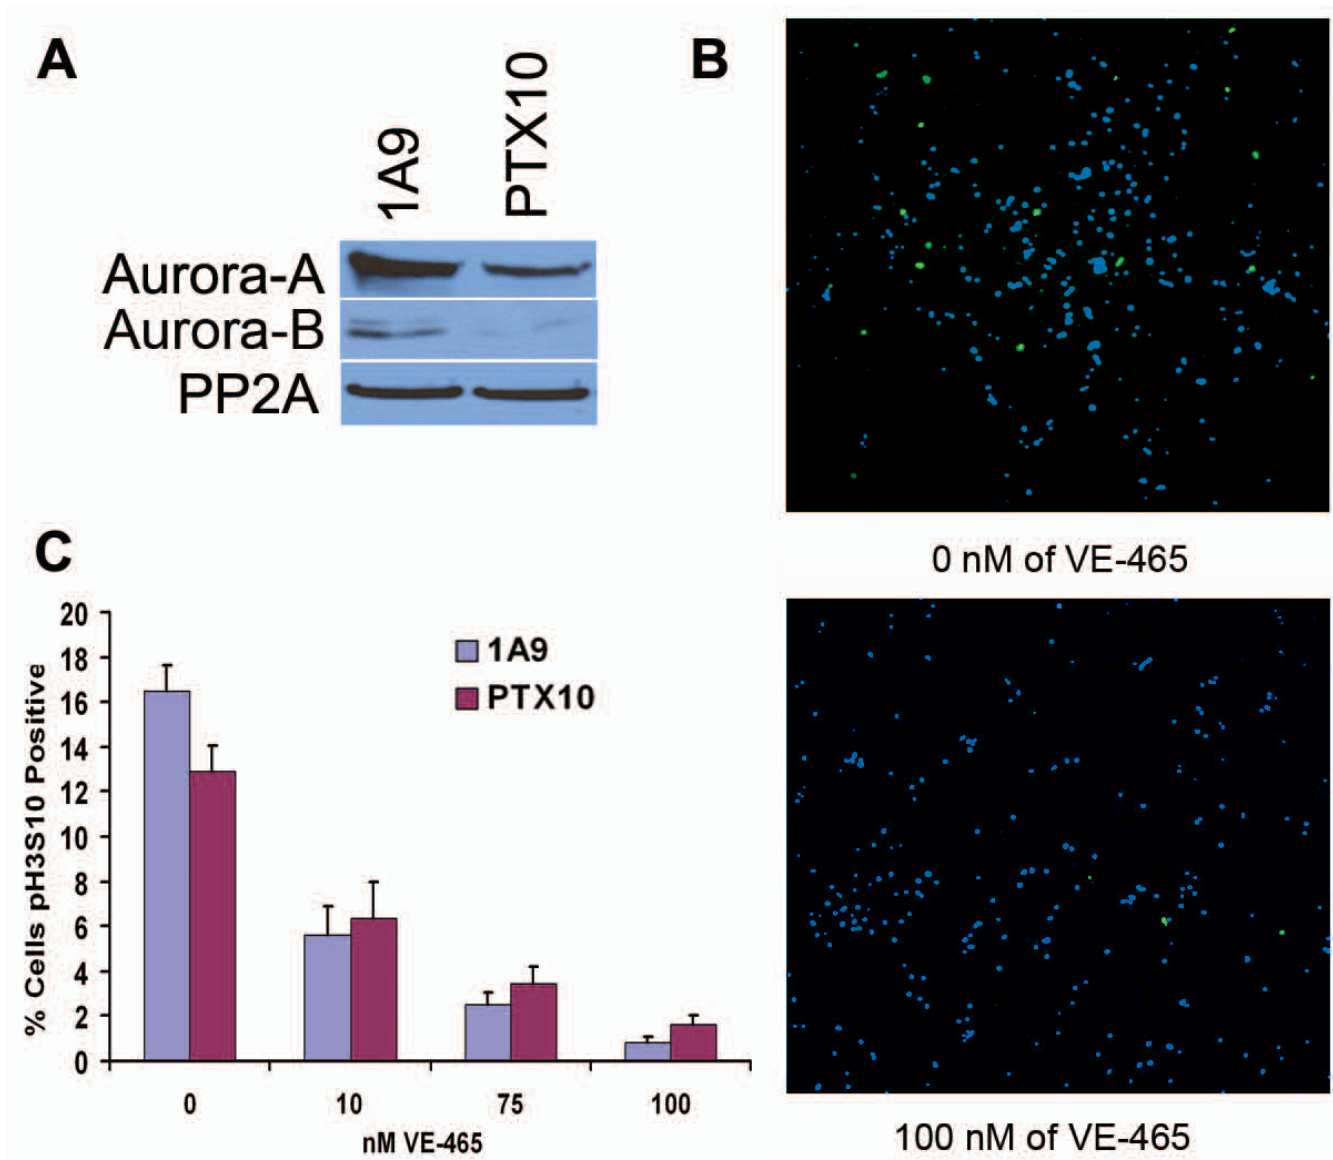 A
1A9
PTX10
Aurora-A
Aurora-B
PP2A
B
0 nM of VE-465
100 nM of VE-465
C
% Cells pH3S10 Positive
20
18
16
14
12
10
8
6
4
2
0
1A9
PTX10
0
10
75
100
nM VE-465